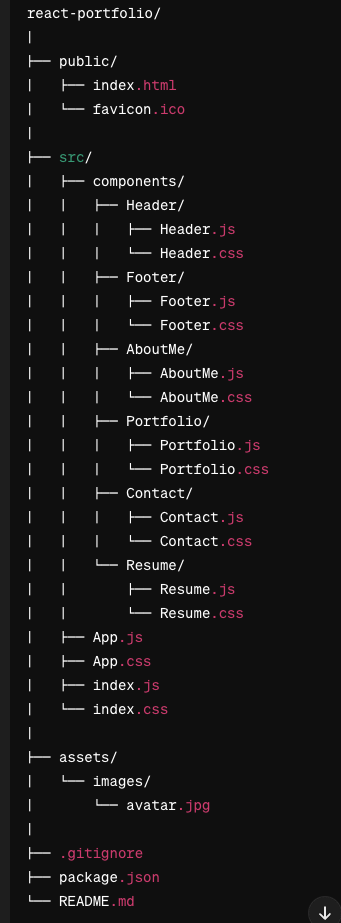 react-portfolio/
|
├── public/
|   ├── index.html
|   └── favicon.ico
|
├── src/
|   ├── components/
|   |   ├── Header/
|   |   |   ├── Header.js
|   |   |   └── Header.css
|   |   ├── Footer/
|   |   |   ├── Footer.js
|   |   |   └── Footer.css
|   |   ├── AboutMe/
|   |   |   ├── AboutMe.js
|   |   |   └── AboutMe.css
|   |   ├── Portfolio/
|   |   |   ├── Portfolio.js
|   |   |   └── Portfolio.css
|   |   ├── Contact/
|   |   |   ├── Contact.js
|   |   |   └── Contact.css
|   |   └── Resume/
|   |       ├── Resume.js
|   |       └── Resume.css
|   ├── App.js
|   ├── App.css
|   ├── index.js
|   └── index.css
|
├── assets/
|   └── images/
|       └── avatar.jpg
|
├── .gitignore
├── package.json
└── README.md